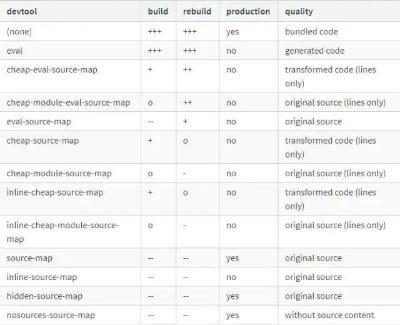 devtool build rebuild production quality
(none) +++ +++ yes bundled code
eval +++ +++ no generated code
cheap-eval-source-map + ++ no transformed code (lines
only)
cheap-module-eval-source-map o ++ no original source (lines only)
eval-source-map -- + no original source
cheap-source-map + o no transformed code (lines
only)
cheap-module-source-map o - no original source (lines only)
inline-cheap-source-map + o no transformed code (lines
only)
inline-cheap-module-source- o - no original source (lines only)
map
source-map -- -- yes original source
inline-source-map -- -- no original source
hidden-source-map -- -- yes original source
nosources-source-map -- -- yes without source content